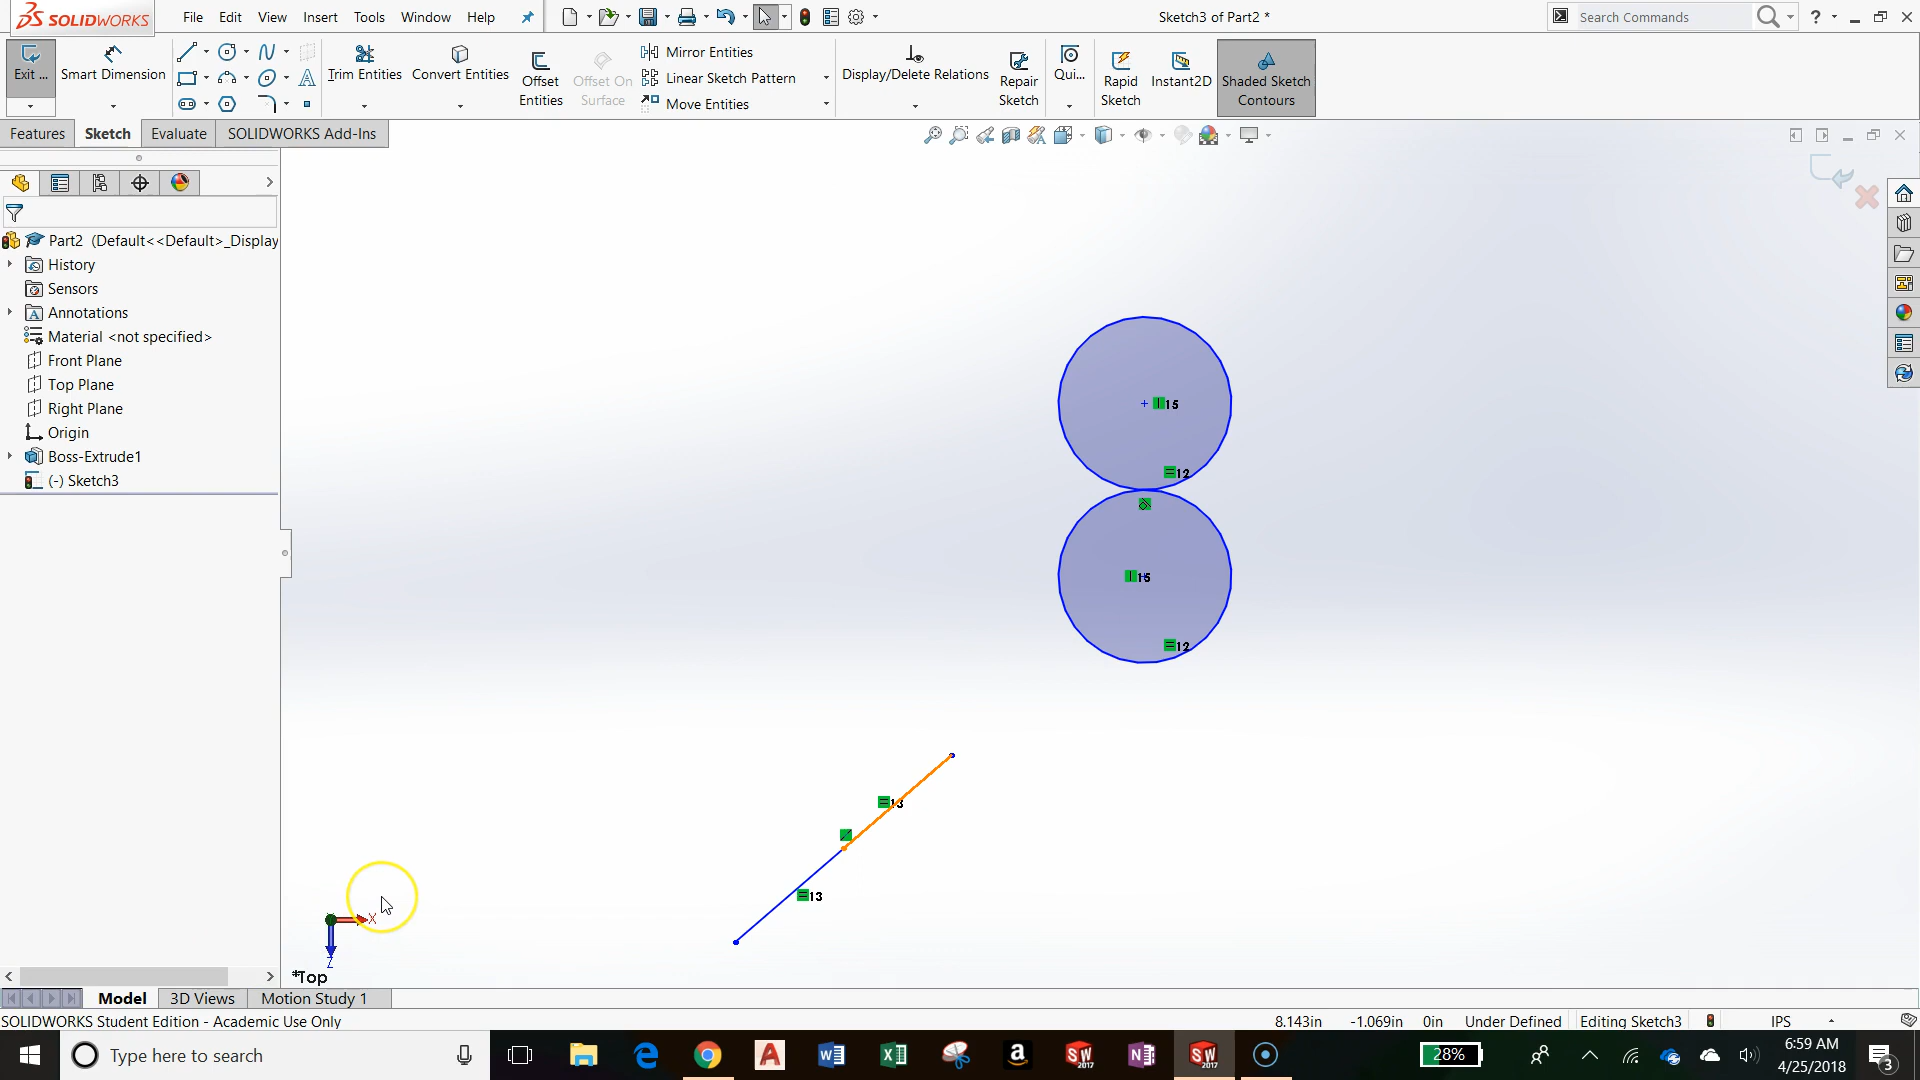 SOLIDWORKS
File Edit View Insert Tools Window Help
Sketch3 of Part2 *
Search Commands
?
Exit ...
Smart Dimension
Trim Entities
Convert Entities
Offset Entities
Offset On Surface
Mirror Entities
Linear Sketch Pattern
Move Entities
Display/Delete Relations
Repair Sketch
Qui...
Rapid Sketch
Instant2D
Shaded Sketch Contours
Features Sketch Evaluate SOLIDWORKS Add-Ins
Part2 (Default<<Default>_Display
History
Sensors
Annotations
Material <not specified>
Front Plane
Top Plane
Right Plane
Origin
Boss-Extrude1
(-) Sketch3
15
12
15
12
13
13
X
Z
*Top
Model 3D Views Motion Study 1
SOLIDWORKS Student Edition - Academic Use Only
8.143in -1.069in 0in Under Defined Editing Sketch3 IPS
Type here to search
SW 2017
SW 2017
28%
6:59 AM
4/25/2018
3